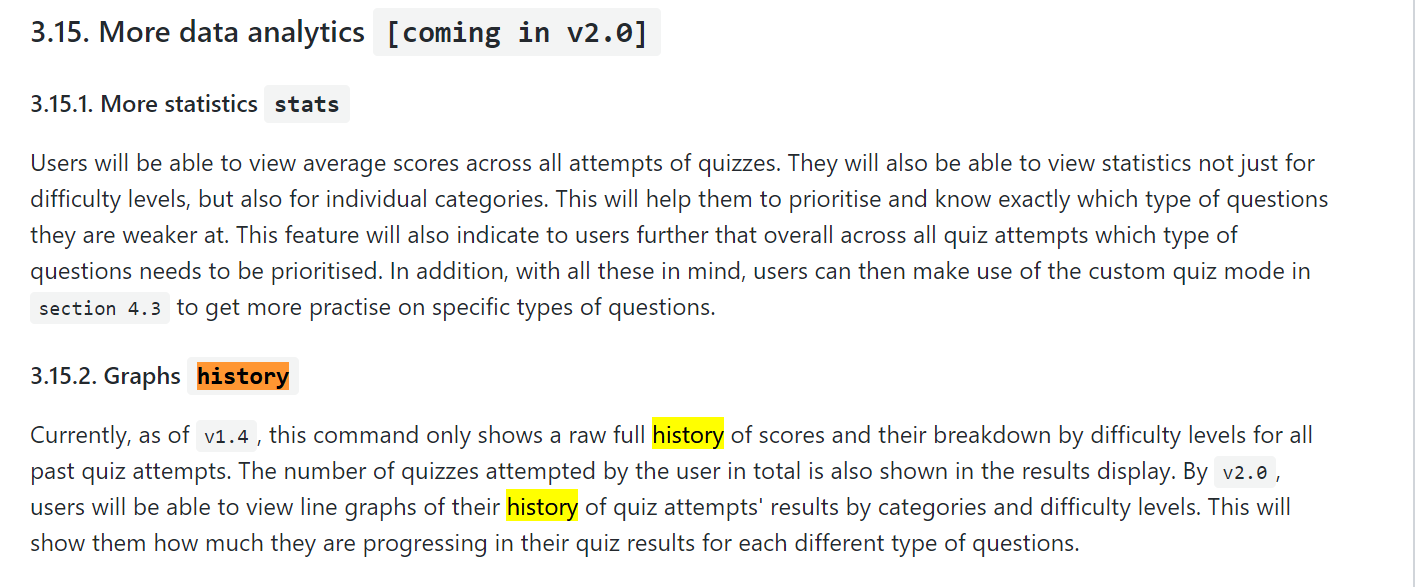 3.15. More data analytics [coming in v2.0]
3.15.1. More statistics stats
Users will be able to view average scores across all attempts of quizzes. They will also be able to view statistics not just for
difficulty levels, but also for individual categories. This will help them to prioritise and know exactly which type of questions
they are weaker at. This feature will also indicate to users further that overall across all quiz attempts which type of
questions needs to be prioritised. In addition, with all these in mind, users can then make use of the custom quiz mode in
section 4.3 to get more practise on specific types of questions.
3.15.2. Graphs history
Currently, as of v1.4, this command only shows a raw full history of scores and their breakdown by difficulty levels for all
past quiz attempts. The number of quizzes attempted by the user in total is also shown in the results display. By v2.0,
users will be able to view line graphs of their history of quiz attempts' results by categories and difficulty levels. This will
show them how much they are progressing in their quiz results for each different type of questions.